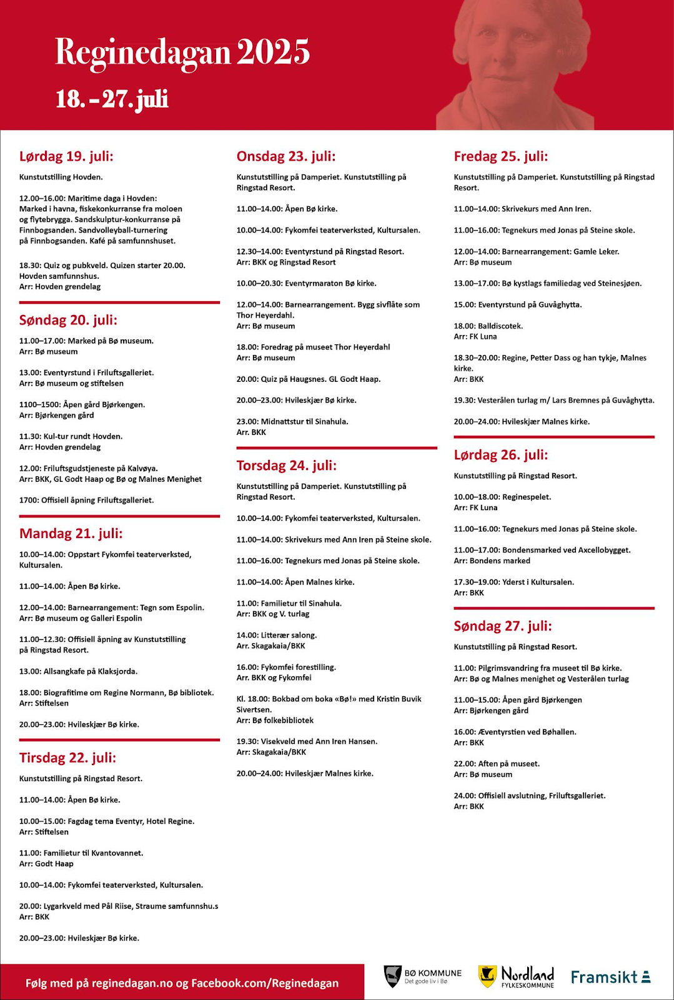 Reginedagan 2025
18. – 27. juli
Lørdag 19. juli:
Kunstutstilling Hovden.
12.00–16.00: Maritime daga i Hovden:
Marked i havna, fiskekonkurranse fra moloen
og flytebrygga. Sandskulptur-konkurranse på
Finnbogsanden. Sandvolleyball-turnering
på Finnbogsanden. Kafé på samfunnshuset.
18.30: Quiz og pubkveld. Quizen starter 20.00.
Hovden samfunnshus.
Arr: Hovden grendelag
Søndag 20. juli:
11.00–17.00: Marked på Bø museum.
Arr: Bø museum
13.00: Eventyrstund i Friluftsgalleriet.
Arr: Bø museum og stiftelsen
1100–1500: Åpen gård Bjørkengen.
Arr: Bjørkengen gård
11.30: Kul-tur rundt Hovden.
Arr: Hovden grendelag
12.00: Friluftsgudstjeneste på Kalvøya.
Arr: BKK, GL Godt Haap og Bø og Malnes Menighet
1700: Offisiell åpning Friluftsgalleriet.
Mandag 21. juli:
10.00–14.00: Oppstart Fykomfei teaterverksted,
Kultursalen.
11.00–14.00: Åpen Bø kirke.
12.00–14.00: Barnearrangement: Tegn som Espolin.
Arr: Bø museum og Galleri Espolin
11.00–12.30: Offisiell åpning av Kunstutstilling
på Ringstad Resort.
13.00: Allsangkafe på Klaksjorda.
18.00: Biografitime om Regine Normann, Bø bibliotek.
Arr: Stiftelsen
20.00–23.00: Hvileskjær Bø kirke.
Tirsdag 22. juli:
Kunstutstilling på Ringstad Resort.
11.00–14.00: Åpen Bø kirke.
10.00–15.00: Fagdag tema Eventyr, Hotel Regine.
Arr: Stiftelsen
11.00: Familietur til Kvantovannet.
Arr: Godt Haap
10.00–14.00: Fykomfei teaterverksted, Kultursalen.
20.00: Lygarkveld med Pål Riise, Straume samfunnshu.s
Arr: BKK
20.00–23.00: Hvileskjær Bø kirke.
Onsdag 23. juli:
Kunstutstilling på Damperiet. Kunstutstilling på
Ringstad Resort.
11.00–14.00: Åpen Bø kirke.
10.00–14.00: Fykomfei teaterverksted, Kultursalen.
12.30–14.00: Eventyrstund på Ringstad Resort.
Arr: BKK og Ringstad Resort
10.00–20.30: Eventyrmaraton Bø kirke.
12.00–14.00: Barnearrangement. Bygg sivflåte som
Thor Heyerdahl.
Arr: Bø museum
18.00: Foredrag på museet Thor Heyerdahl
Arr: Bø museum
20.00: Quiz på Haugsnes. GL Godt Haap.
20.00–23.00: Hvileskjær Bø kirke.
23.00: Midnattstur til Sinahula.
Arr. BKK
Torsdag 24. juli:
Kunstutstilling på Damperiet. Kunstutstilling på
Ringstad Resort.
10.00–14.00: Fykomfei teaterverksted, Kultursalen.
11.00–14.00: Skrivekurs med Ann Iren på Steine skole.
11.00–16.00: Tegnekurs med Jonas på Steine skole.
11.00–14.00: Åpen Malnes kirke.
11.00: Familietur til Sinahula.
Arr: BKK og V. turlag
14.00: Litterær salong.
Arr. Skagakaia/BKK
16.00: Fykomfei forestilling.
Arr. BKK og Fykomfei
Kl. 18.00: Bokbad om boka «Bø!» med Kristin Buvik
Sivertsen.
Arr: Bø folkebibliotek
19.30: Visekveld med Ann Iren Hansen.
Arr: Skagakaia/BKK
20.00–24.00: Hvileskjær Malnes kirke.
Fredag 25. juli:
Kunstutstilling på Damperiet. Kunstutstilling på Ringstad
Resort.
11.00–14.00: Skrivekurs med Ann Iren.
11.00–16.00: Tegnekurs med Jonas på Steine skole.
12.00–14.00: Barnearrangement: Gamle Leker.
Arr: Bø museum
13.00–17.00: Bø kystlags familiedag ved Steinesjøen.
15.00: Eventyrstund på Guvåghytta.
18.00: Balldiscotek.
Arr: FK Luna
18.30–20.00: Regine, Petter Dass og han tykje, Malnes
kirke.
Arr: BKK
19.30: Vesterålen turlag m/ Lars Bremnes på Guvåghytta.
20.00–24.00: Hvileskjær Malnes kirke.
Lørdag 26. juli:
Kunstutstilling på Ringstad Resort.
10.00–18.00: Reginespelet.
Arr: FK Luna
11.00–16.00: Tegnekurs med Jonas på Steine skole.
11.00–17.00: Bondensmarked ved Axcellobygget.
Arr: Bondens marked
17.30–19.00: Yderst i Kultursalen.
Arr: BKK
Søndag 27. juli:
Kunstutstilling på Ringstad Resort.
11.00: Pilgrimsvandring fra museet til Bø kirke.
Arr: Bø og Malnes menighet og Vesterålen turlag
11.00–15.00: Åpen gård Bjørkengen
Arr: Bjørkengen gård
16.00: Æventyrstien ved Bøhallen.
Arr: BKK
22.00: Aften på museet.
Arr: Bø museum
24.00: Offisiell avslutning, Friluftsgalleriet.
Arr: BKK
Følg med på reginedagan.no og Facebook.com/Reginedagan
BØ KOMMUNE
Det gode liv i Bø
Nordland
FYLKESKOMMUNE
Framsikt